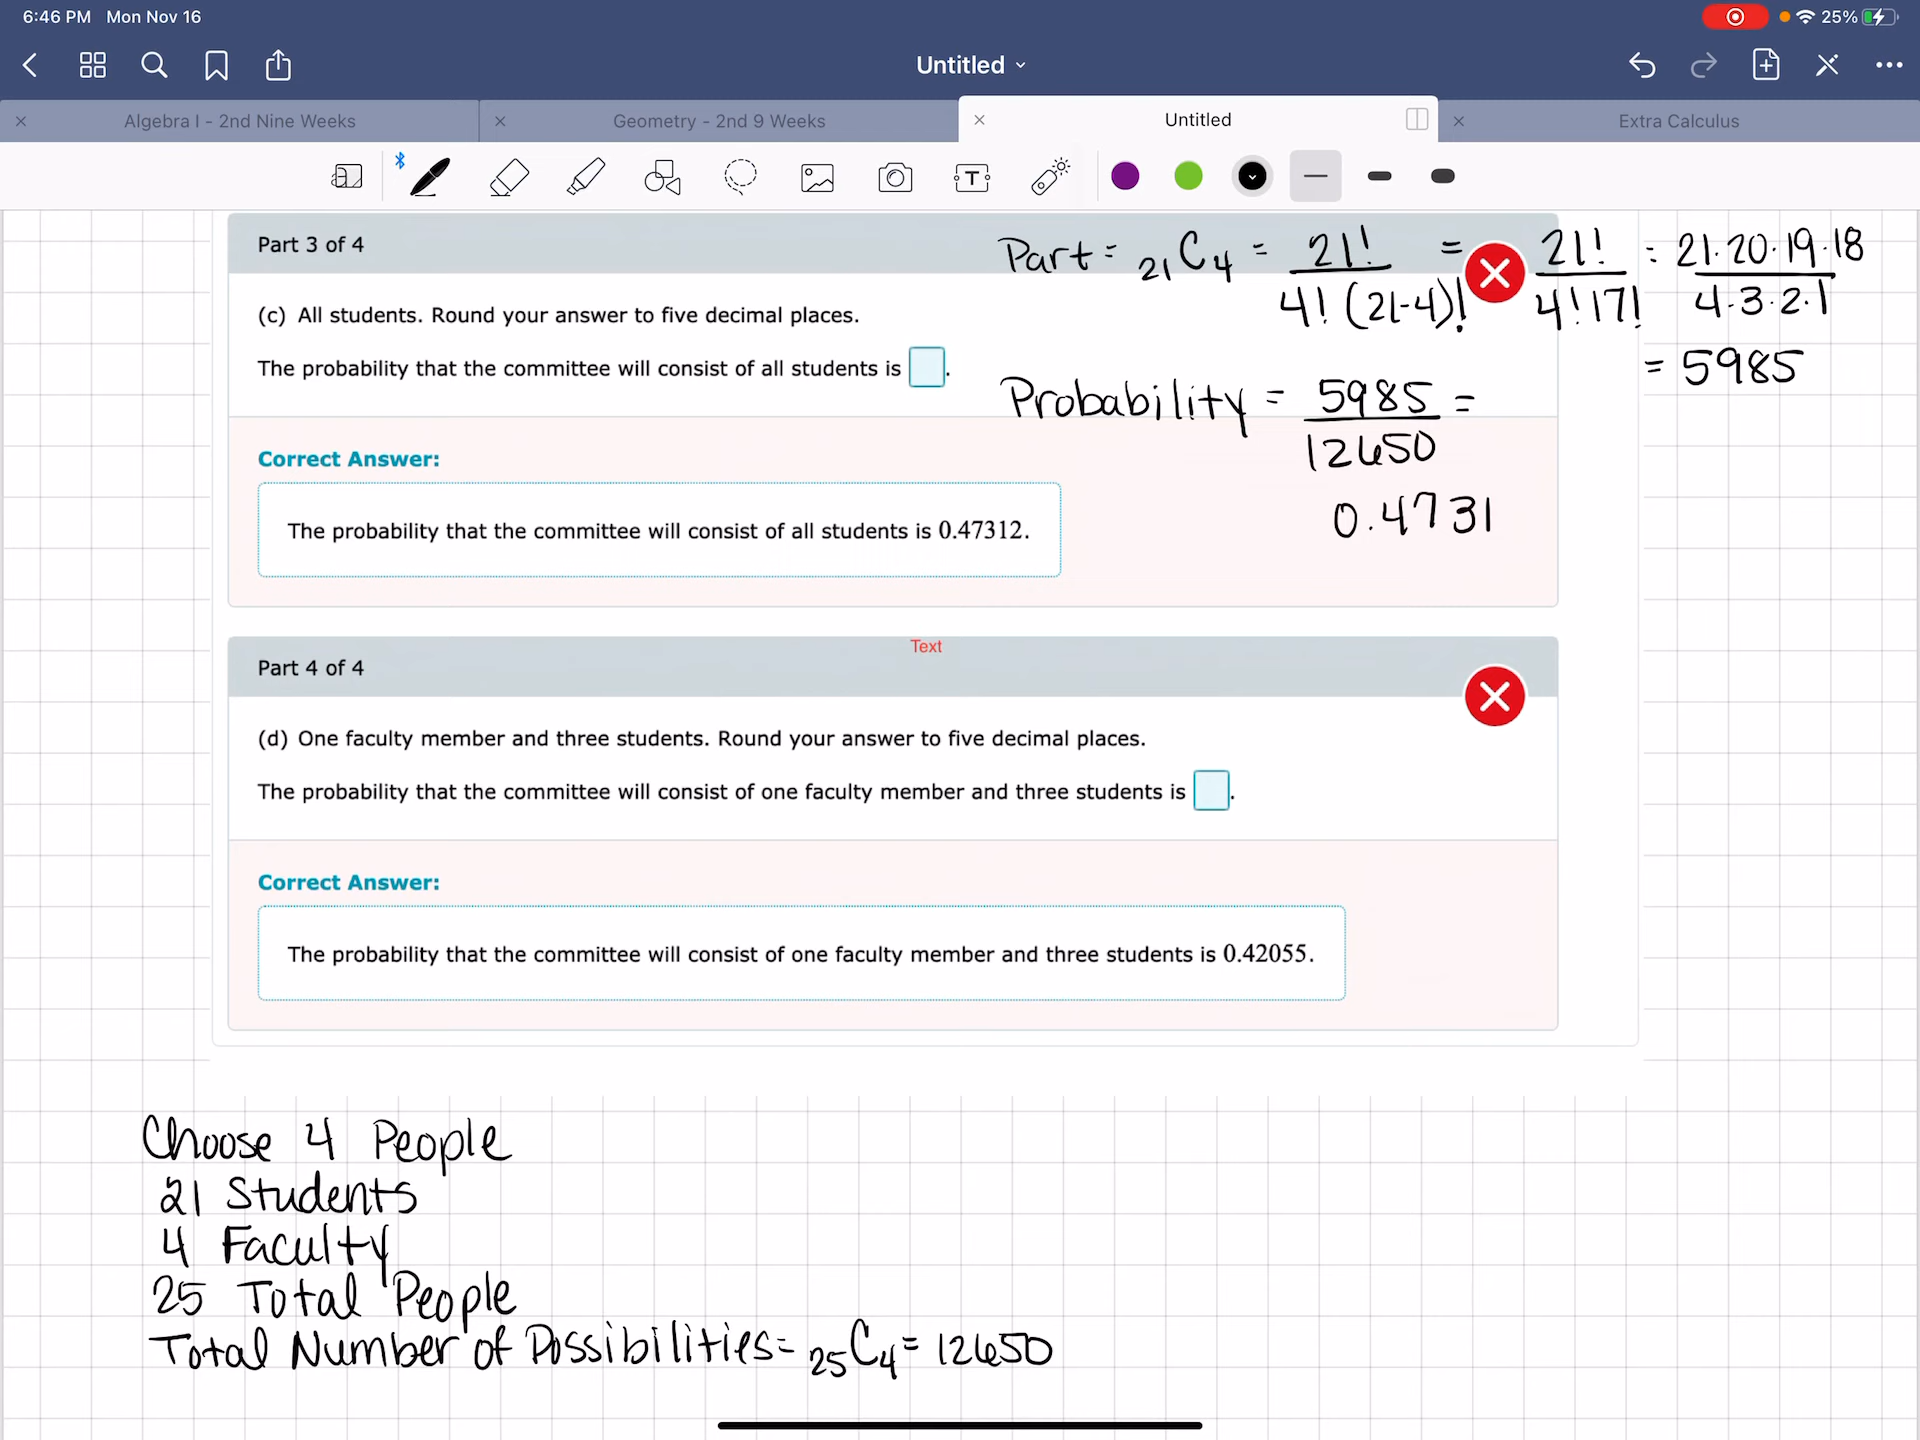 6:46 PM Mon Nov 16
25%
Untitled
Algebra I - 2nd Nine Weeks
Geometry - 2nd 9 Weeks
Untitled
Extra Calculus
Part 3 of 4
Part = 21C4 = 21! / 4!(21-4)! = 21! / 4!17! = 21·20·19·18 / 4·3·2·1
= 5985
(c) All students. Round your answer to five decimal places.
The probability that the committee will consist of all students is .
Probability = 5985 / 12650 =
0.4731
Correct Answer:
The probability that the committee will consist of all students is 0.47312.
Text
Part 4 of 4
(d) One faculty member and three students. Round your answer to five decimal places.
The probability that the committee will consist of one faculty member and three students is .
Correct Answer:
The probability that the committee will consist of one faculty member and three students is 0.42055.
Choose 4 People
21 Students
4 Faculty
25 Total People
Total Number of Possibilities = 25C4 = 12650